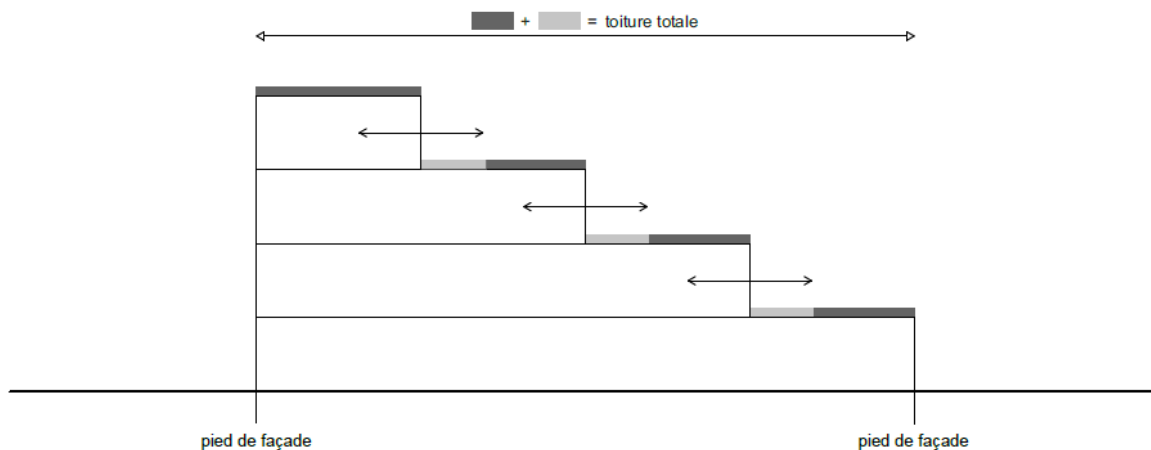 + = toiture totale
pied de façade pied de façade